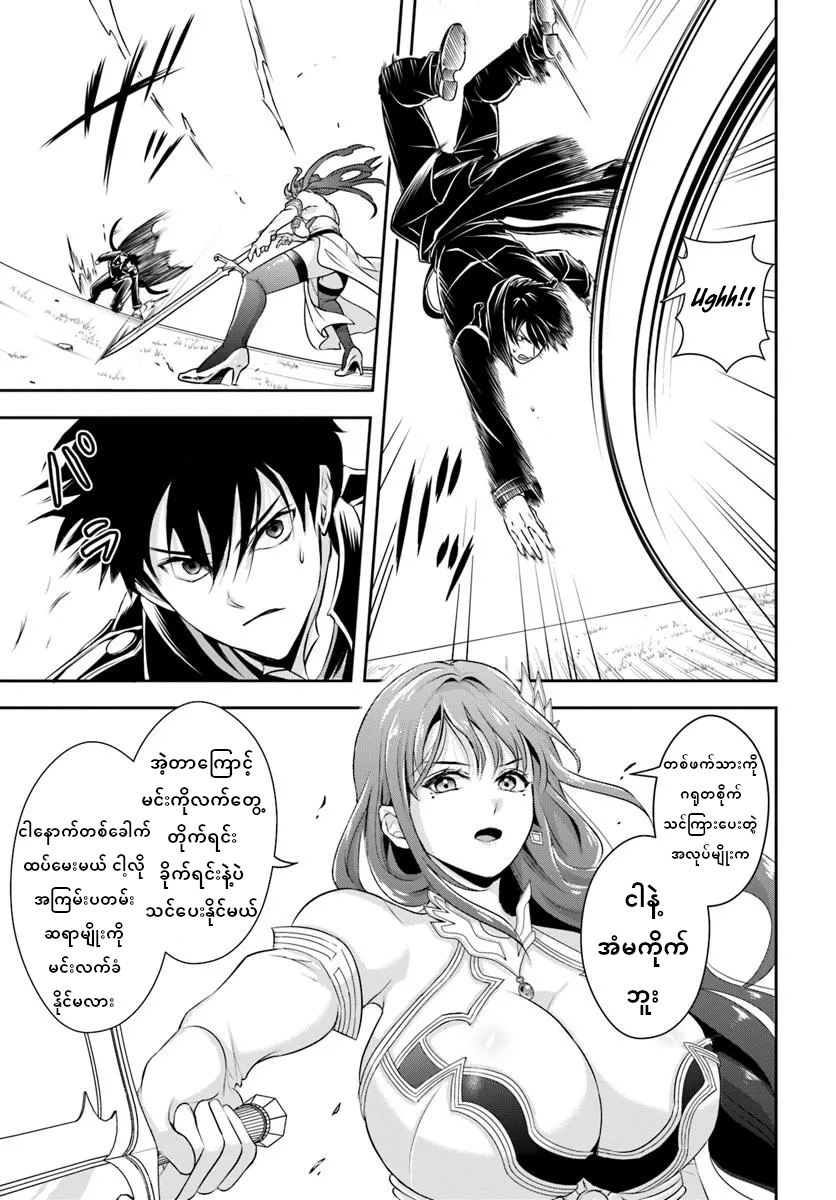 Ughh!!
パ
ラ
တစ်ဖက်သားကို
ဂရုတစိုက်
သင်ကြားပေးတဲ့
အလုပ်မျိုးက
ငါနဲ့
အံမကိုက်
ဘူး
အဲ့တာကြောင့်
မင်းကိုလက်တွေ့
တိုက်ရင်း
ခိုက်ရင်းနဲ့ပဲ
သင်ပေးနိုင်မယ်
ငါနောက်တစ်ခေါက်
ထပ်မေးမယ် ငါ့လို
အကြမ်းပတမ်း
ဆရာမျိုးကို
မင်းလက်ခံ
နိုင်မလား